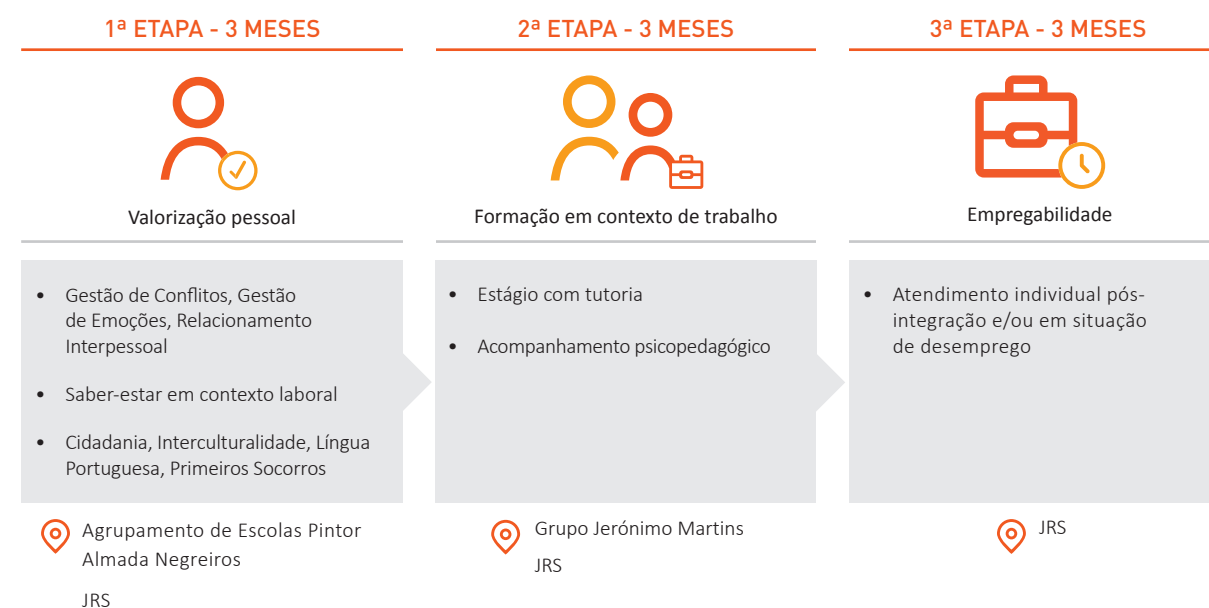 1ª ETAPA - 3 MESES
Valorização pessoal
• Gestão de Conflitos, Gestão
de Emoções, Relacionamento
Interpessoal
• Saber-estar em contexto laboral
• Cidadania, Interculturalidade, Língua
Portuguesa, Primeiros Socorros
Agrupamento de Escolas Pintor
Almada Negreiros
JRS
2ª ETAPA - 3 MESES
Formação em contexto de trabalho
• Estágio com tutoria
• Acompanhamento psicopedagógico
Grupo Jerónimo Martins
JRS
3ª ETAPA - 3 MESES
Empregabilidade
• Atendimento individual pós-
integração e/ou em situação
de desemprego
JRS